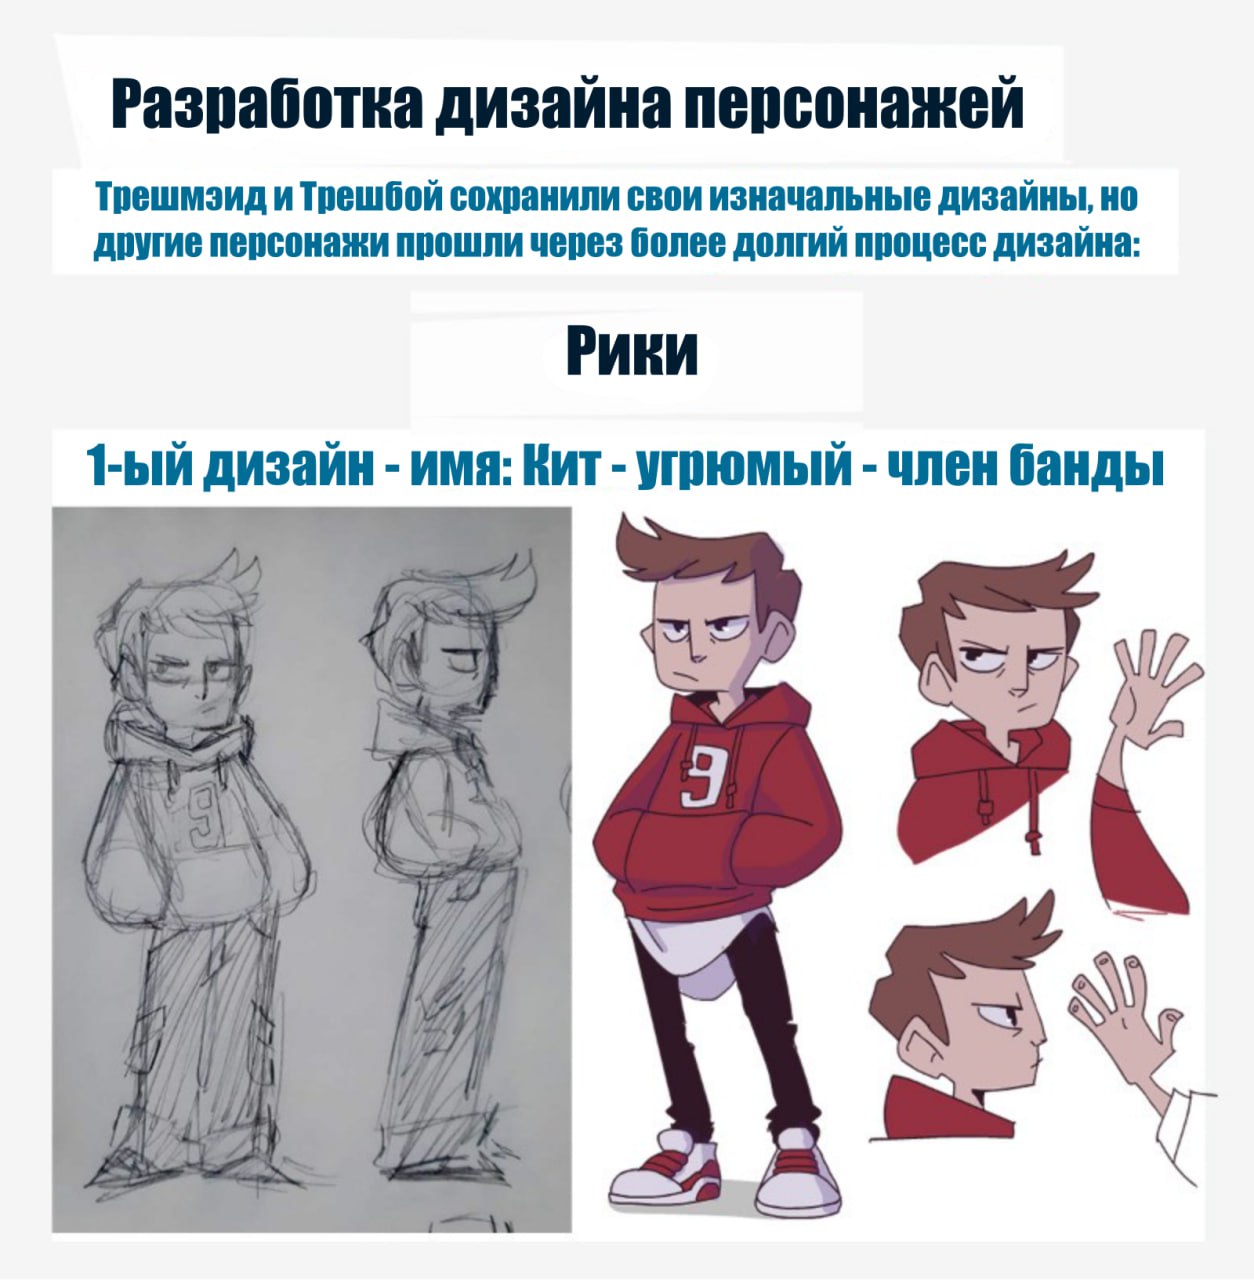 Разработка дизайна персонажей
Трешмэид и Трешбой сохранили свои изначальные дизайны, но
другие персонажи прошли через более долгий процесс дизайна:
Рики
1-ый дизайн - имя: Кит - угрюмый - член банды
9
9